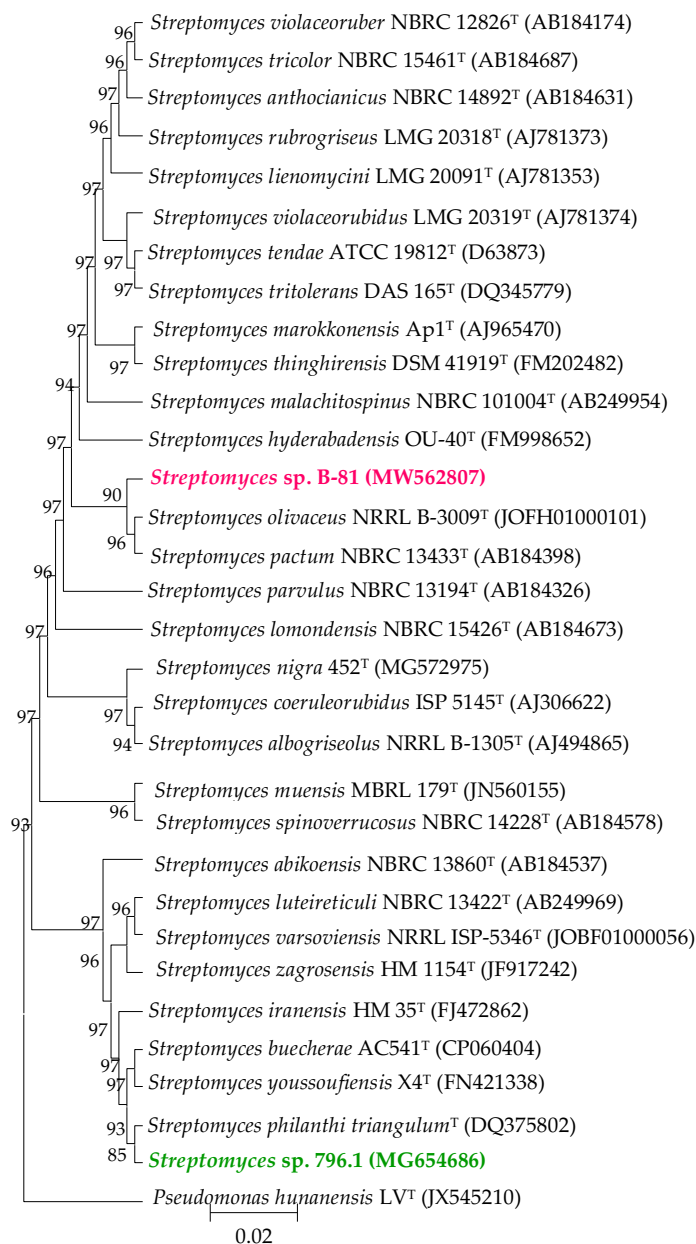 Streptomyces violaceoruber NBRC 12826ᵀ (AB184174)
96
96
Streptomyces tricolor NBRC 15461ᵀ (AB184687)
97
Streptomyces anthocianicus NBRC 14892ᵀ (AB184631)
96
Streptomyces rubrogriseus LMG 20318ᵀ (AJ781373)
Streptomyces lienomycini LMG 20091ᵀ (AJ781353)
97
Streptomyces violaceorubidus LMG 20319ᵀ (AJ781374)
Streptomyces tendae ATCC 19812ᵀ (D63873)
97 97
97 Streptomyces tritolerans DAS 165ᵀ (DQ345779)
Streptomyces marokkonensis Ap1ᵀ (AJ965470)
97
97 Streptomyces thinghirensis DSM 41919ᵀ (FM202482)
94
Streptomyces malachitospinus NBRC 101004ᵀ (AB249954)
Streptomyces hyderabadensis OU-40ᵀ (FM998652)
97
Streptomyces sp. B-81 (MW562807)
90
97
Streptomyces olivaceus NRRL B-3009ᵀ (JOFH01000101)
96
Streptomyces pactum NBRC 13433ᵀ (AB184398)
96
Streptomyces parvulus NBRC 13194ᵀ (AB184326)
97 Streptomyces lomondensis NBRC 15426ᵀ (AB184673)
Streptomyces nigra 452ᵀ (MG572975)
Streptomyces coeruleorubidus ISP 5145ᵀ (AJ306622)
97 97
94 Streptomyces albogriseolus NRRL B-1305ᵀ (AJ494865)
Streptomyces muensis MBRL 179ᵀ (JN560155)
96
93 Streptomyces spinoverrucosus NBRC 14228ᵀ (AB184578)
Streptomyces abikoensis NBRC 13860ᵀ (AB184537)
Streptomyces luteireticuli NBRC 13422ᵀ (AB249969)
96
97
Streptomyces varsoviensis NRRL ISP-5346ᵀ (JOBF01000056)
96
Streptomyces zagrosensis HM 1154ᵀ (JF917242)
Streptomyces iranensis HM 35ᵀ (FJ472862)
97
Streptomyces buecherae AC541ᵀ (CP060404)
97
97 Streptomyces youssoufiensis X4ᵀ (FN421338)
93 Streptomyces philanthi triangulumᵀ (DQ375802)
85 Streptomyces sp. 796.1 (MG654686)
Pseudomonas hunanensis LVᵀ (JX545210)
0.02